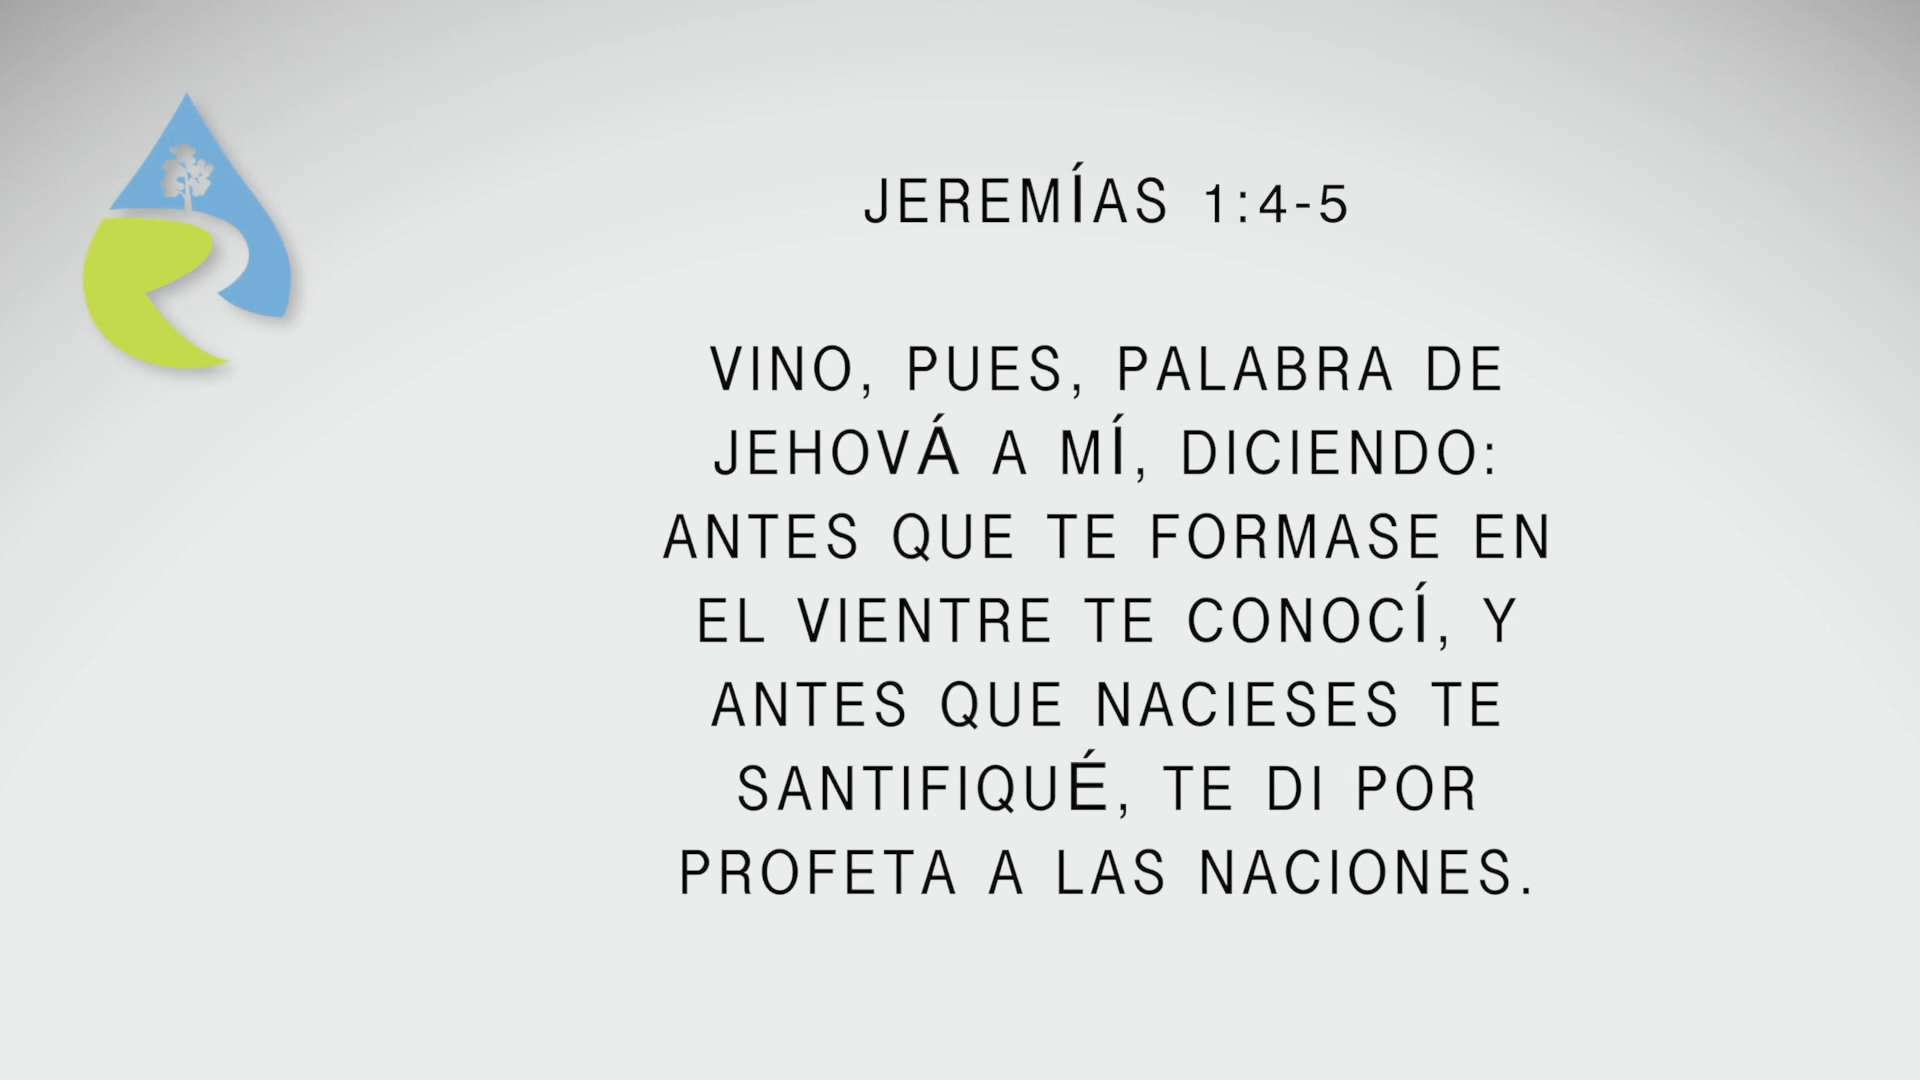 JEREMÍAS 1:4-5
VINO, PUES, PALABRA DE
JEHOVÁ A MÍ, DICIENDO:
ANTES QUE TE FORMASE EN
EL VIENTRE TE CONOCÍ, Y
ANTES QUE NACIESES TE
SANTIFIQUÉ, TE DI POR
PROFETA A LAS NACIONES.